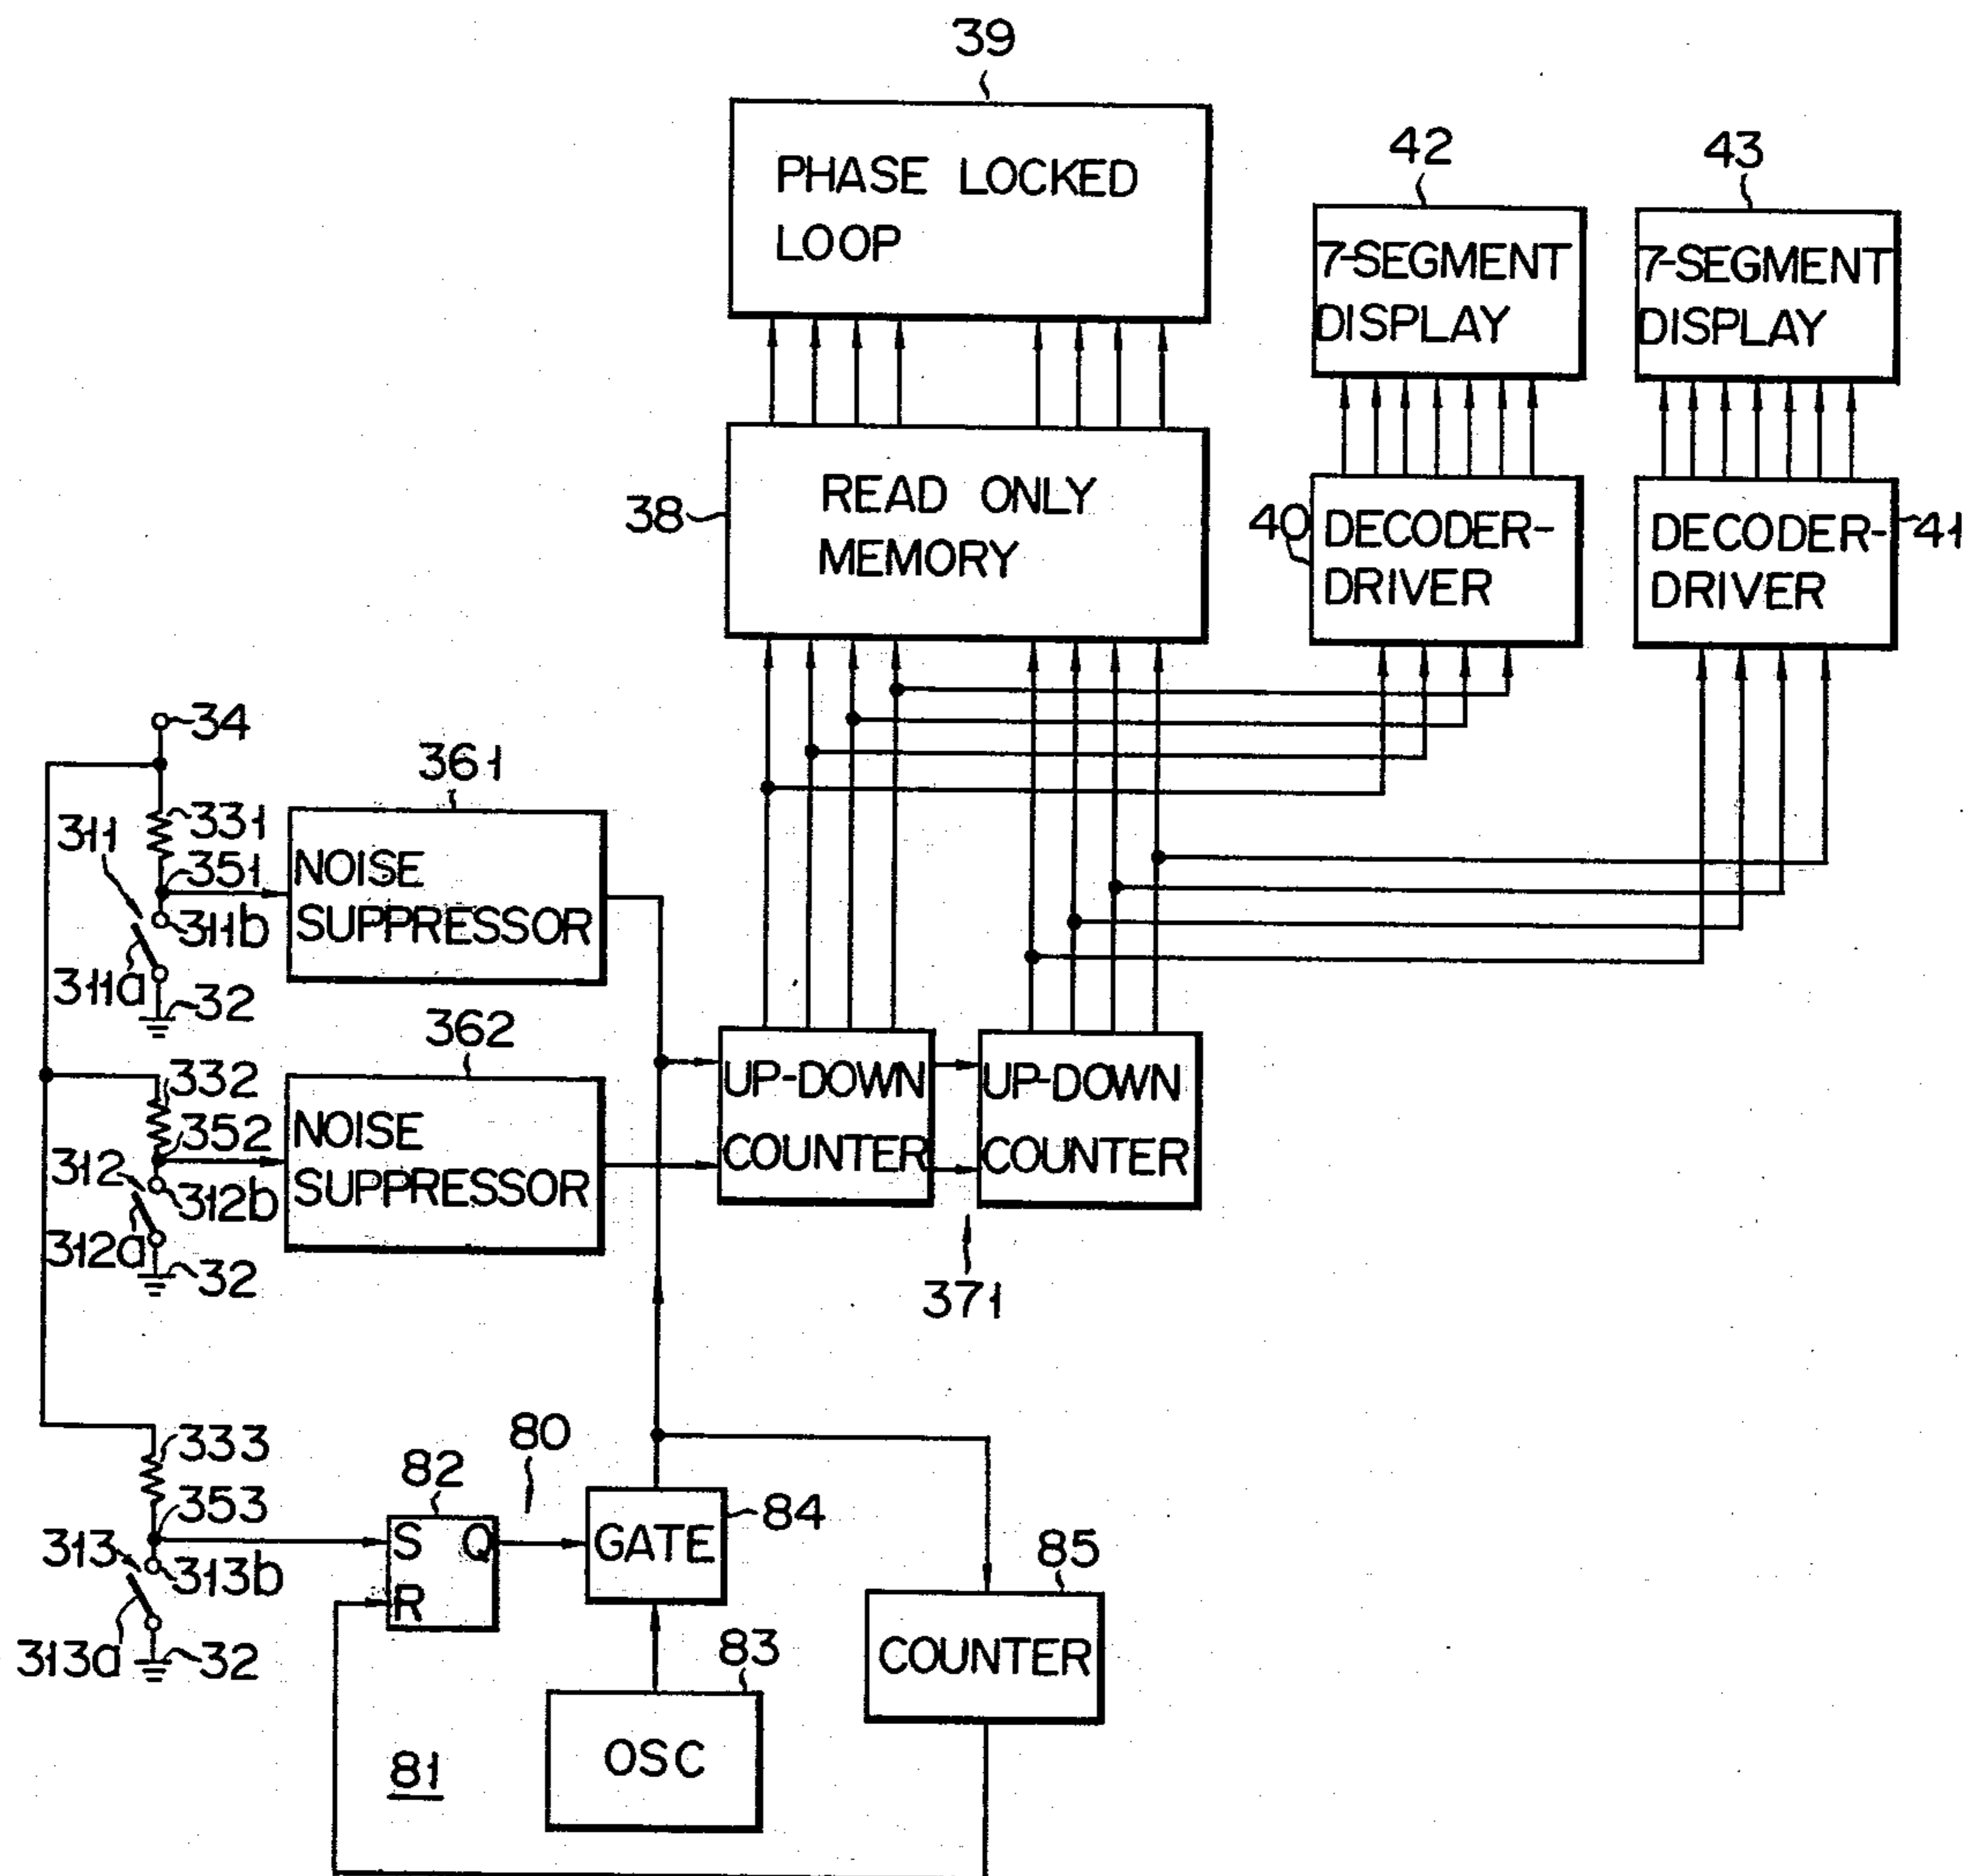 39
PHASE LOCKED
LOOP
42
43
7-SEGMENT
DISPLAY
7-SEGMENT
DISPLAY
38
READ ONLY
MEMORY
40
DECODER-
DRIVER
DECODER-
DRIVER
41
34
331
311
351
311b
311a
32
361
NOISE
SUPPRESSOR
362
332
352
312
312b
312a
32
NOISE
SUPPRESSOR
UP-DOWN
COUNTER
UP-DOWN
COUNTER
371
333
353
313
313b
313a
32
82
S Q
R
80
GATE
84
85
COUNTER
83
OSC
81